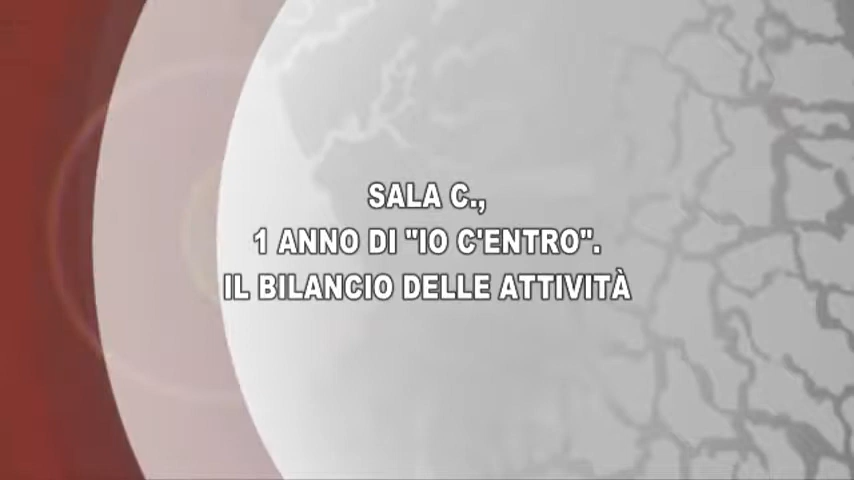 SALA C.,
1 ANNO DI "IO C'ENTRO".
IL BILANCIO DELLE ATTIVITÀ